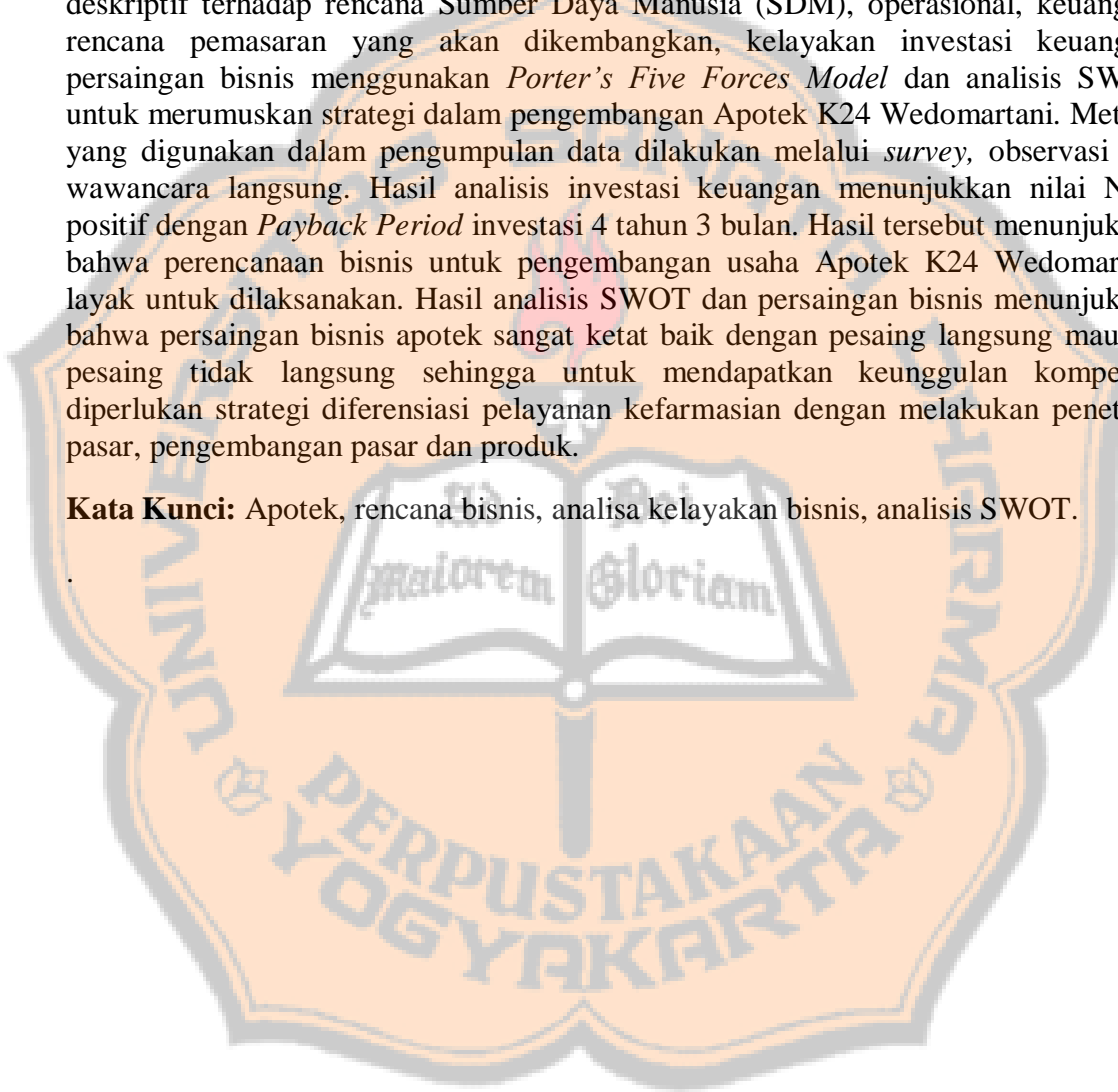 deskriptif terhadap rencana Sumber Daya Manusia (SDM), operasional, keuang
rencana pemasaran yang akan dikembangkan, kelayakan investasi keuang
persaingan bisnis menggunakan Porter's Five Forces Model dan analisis SW
untuk merumuskan strategi dalam pengembangan Apotek K24 Wedomartani. Met
yang digunakan dalam pengumpulan data dilakukan melalui survey, observasi
wawancara langsung. Hasil analisis investasi keuangan menunjukkan nilai N
positif dengan Payback Period investasi 4 tahun 3 bulan. Hasil tersebut menunjuk
bahwa perencanaan bisnis untuk pengembangan usaha Apotek K24 Wedomar
layak untuk dilaksanakan. Hasil analisis SWOT dan persaingan bisnis menunjuk
bahwa persaingan bisnis apotek sangat ketat baik dengan pesaing langsung mau
pesaing tidak langsung sehingga untuk mendapatkan keunggulan kompe
diperlukan strategi diferensiasi pelayanan kefarmasian dengan melakukan penet
pasar, pengembangan pasar dan produk.
Kata Kunci: Apotek, rencana bisnis, analisa kelayakan bisnis, analisis SWOT.
.
UNIVERSITAS SANATA DHARMA
Ad Dei
Maiorem Gloriam
PERPUSTAKAAN
YOGYAKARTA